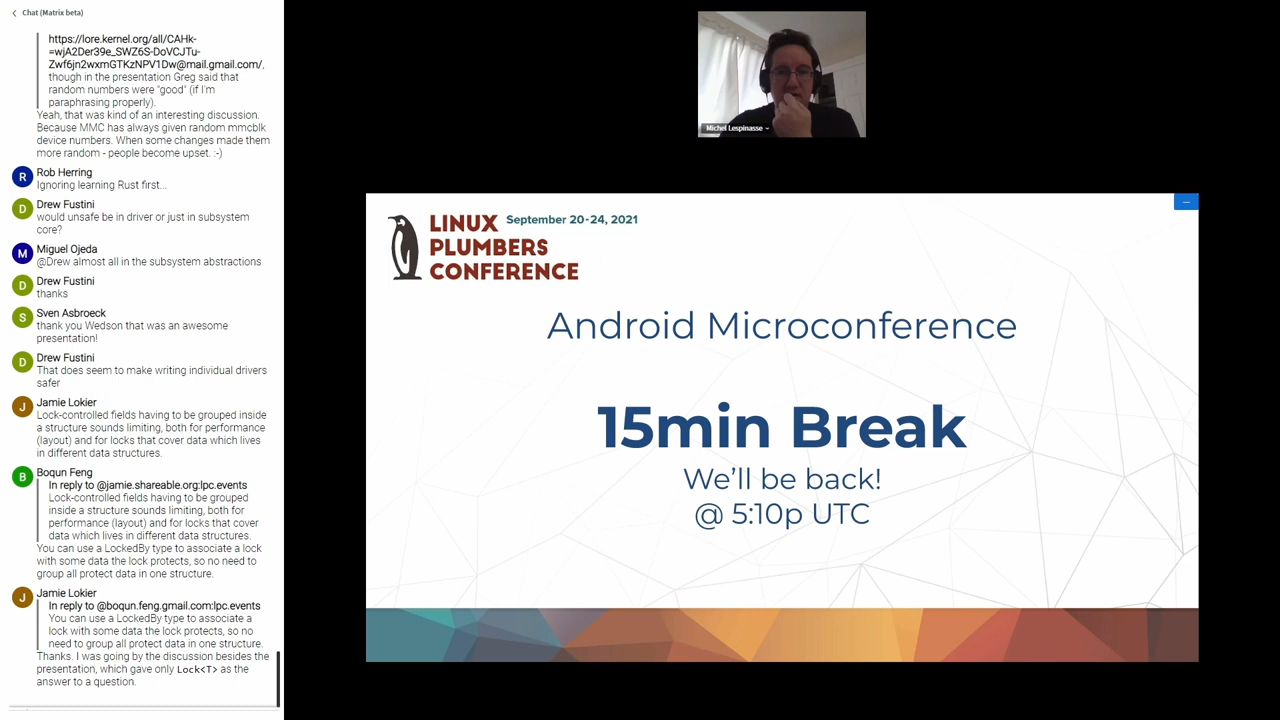 Chat (Matrix beta)
https://lore.kernel.org/all/CAHk-
=wjA2Der39e_SWZ6S-DoVCJTu-
Zwf6jn2wxmGTKzNPV1Dw@mail.gmail.com/,
though in the presentation Greg said that
random numbers were "good" (if I'm
paraphrasing properly).
Yeah, that was kind of an interesting discussion.
Because MMC has always given random mmcblk
device numbers. When some changes made them
more random - people become upset. :-)
R
Rob Herring
Ignoring learning Rust first...
D
Drew Fustini
would unsafe be in driver or just in subsystem
core?
M
Miguel Ojeda
@Drew almost all in the subsystem abstractions
D
Drew Fustini
thanks
S
Sven Asbroeck
thank you Wedson that was an awesome
presentation!
D
Drew Fustini
That does seem to make writing individual drivers
safer
J
Jamie Lokier
Lock-controlled fields having to be grouped inside
a structure sounds limiting, both for performance
(layout) and for locks that cover data which lives
in different data structures.
B
Boqun Feng
In reply to @jamie.shareable.org:lpc.events
Lock-controlled fields having to be grouped
inside a structure sounds limiting, both for
performance (layout) and for locks that cover
data which lives in different data structures.
You can use a LockedBy type to associate a lock
with some data the lock protects, so no need to
group all protect data in one structure.
J
Jamie Lokier
In reply to @boqun.feng.gmail.com:lpc.events
You can use a LockedBy type to associate a
lock with some data the lock protects, so no
need to group all protect data in one structure.
Thanks. I was going by the discussion besides the
presentation, which gave only Lock<T> as the
answer to a question.
Michel Lespinasse
LINUX
PLUMBERS
CONFERENCE
September 20-24, 2021
Android Microconference
15min Break
We'll be back!
@ 5:10p UTC